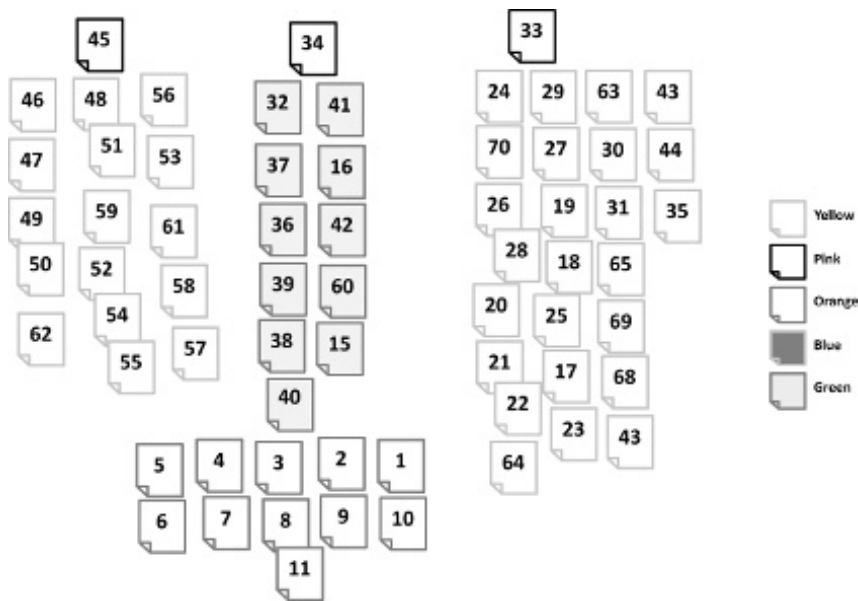 45 34 33
46 48 56 32 41 24 29 63 43
47 51 53 37 16 70 27 30 44
49 59 61 36 42 26 19 31 35
Yellow
50 52 58 39 60 28 18 65
Pink
62 54 57 38 15 20 25 69
Orange
55 40 21 17 68
Blue
22 23 43
Green
64
5 4 3 2 1
6 7 8 9 10
11